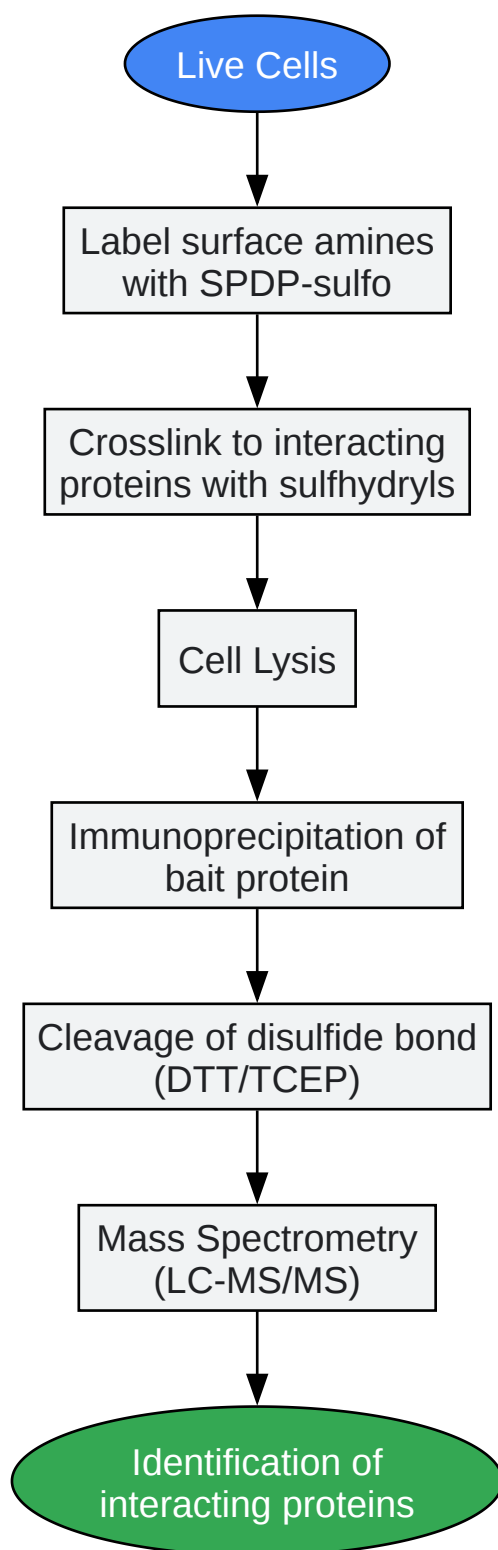 Live Cells
Label surface amines
with SPDP-sulfo
Crosslink to interacting
proteins with sulfhydryls
Cell Lysis
Immunoprecipitation of
bait protein
Cleavage of disulfide bond
(DTT/TCEP)
Mass Spectrometry
(LC-MS/MS)
Identification of
interacting proteins